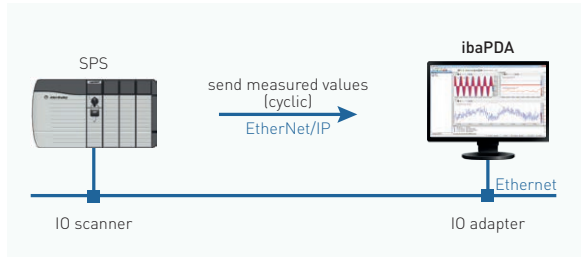 ibaPDA
SPS
send measured values
(cyclic)
EtherNet/IP
Ethernet
IO scanner
IO adapter